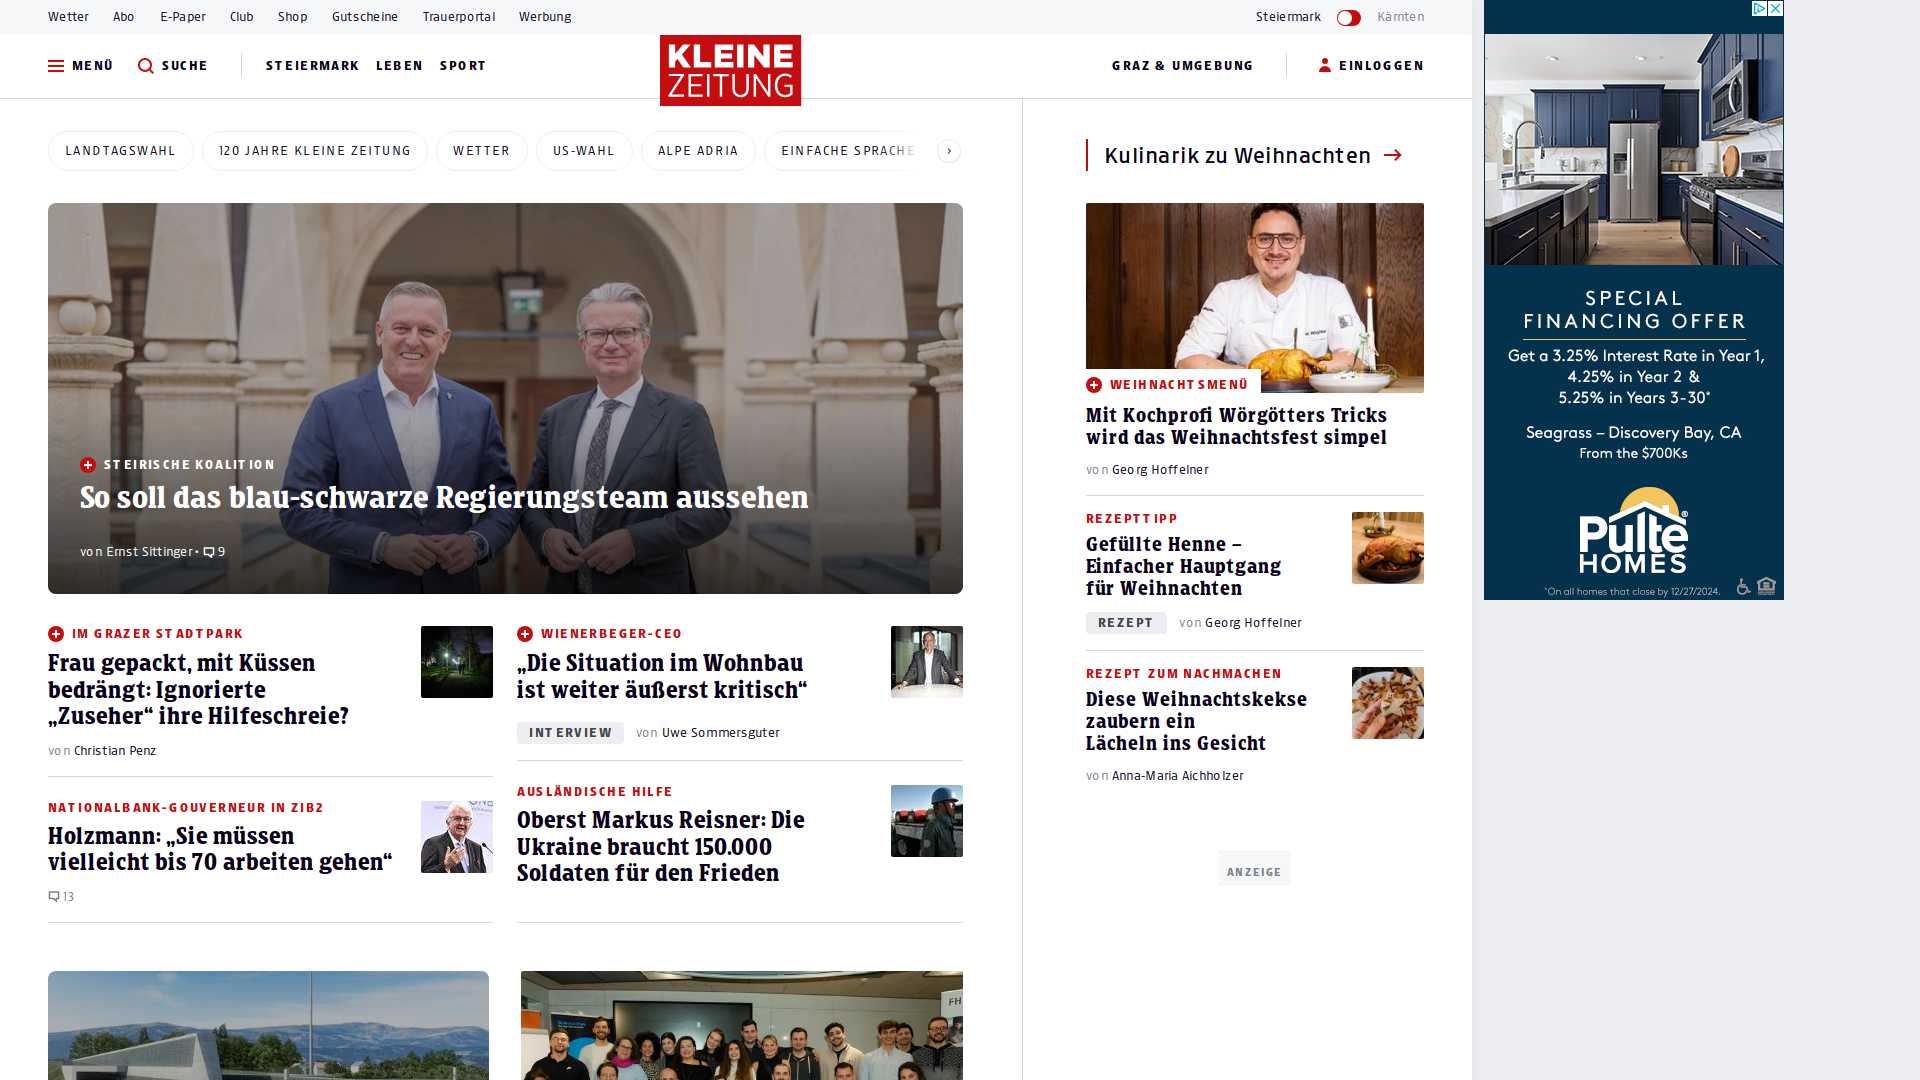 Wetter Abo E-Paper Club Shop Gutscheine Trauerportal Werbung
Steiermark Kärnten
MENÜ SUCHE STEIERMARK LEBEN SPORT
KLEINE
ZEITUNG
GRAZ & UMGEBUNG EINLOGGEN
LANDTAGSWAHL 120 JAHRE KLEINE ZEITUNG WETTER US-WAHL ALPE ADRIA EINFACHE SPRACHE
STEIRISCHE KOALITION
So soll das blau-schwarze Regierungsteam aussehen
von Ernst Sittinger • 9
IM GRAZER STADTPARK
Frau gepackt, mit Küssen
bedrängt: Ignorierte
„Zuseher“ ihre Hilfeschreie?
von Christian Penz
NATIONALBANK-GOUVERNEUR IN ZIB2
Holzmann: „Sie müssen
vielleicht bis 70 arbeiten gehen“
13
WIENERBEGER-CEO
„Die Situation im Wohnbau
ist weiter äußerst kritisch“
INTERVIEW von Uwe Sommersguter
AUSLÄNDISCHE HILFE
Oberst Markus Reisner: Die
Ukraine braucht 150.000
Soldaten für den Frieden
FH
Kulinarik zu Weihnachten
WEIHNACHTSMENÜ
Mit Kochprofi Wörgötters Tricks
wird das Weihnachtsfest simpel
von Georg Hoffelner
REZEPTTIPP
Gefüllte Henne –
Einfacher Hauptgang
für Weihnachten
REZEPT von Georg Hoffelner
REZEPT ZUM NACHMACHEN
Diese Weihnachtskekse
zaubern ein
Lächeln ins Gesicht
von Anna-Maria Aichholzer
ANZEIGE
SPECIAL
FINANCING OFFER
Get a 3.25% Interest Rate in Year 1,
4.25% in Year 2 &
5.25% in Years 3-30*
Seagrass – Discovery Bay, CA
From the $700Ks
Pulte®
HOMES
*On all homes that close by 12/27/2024.